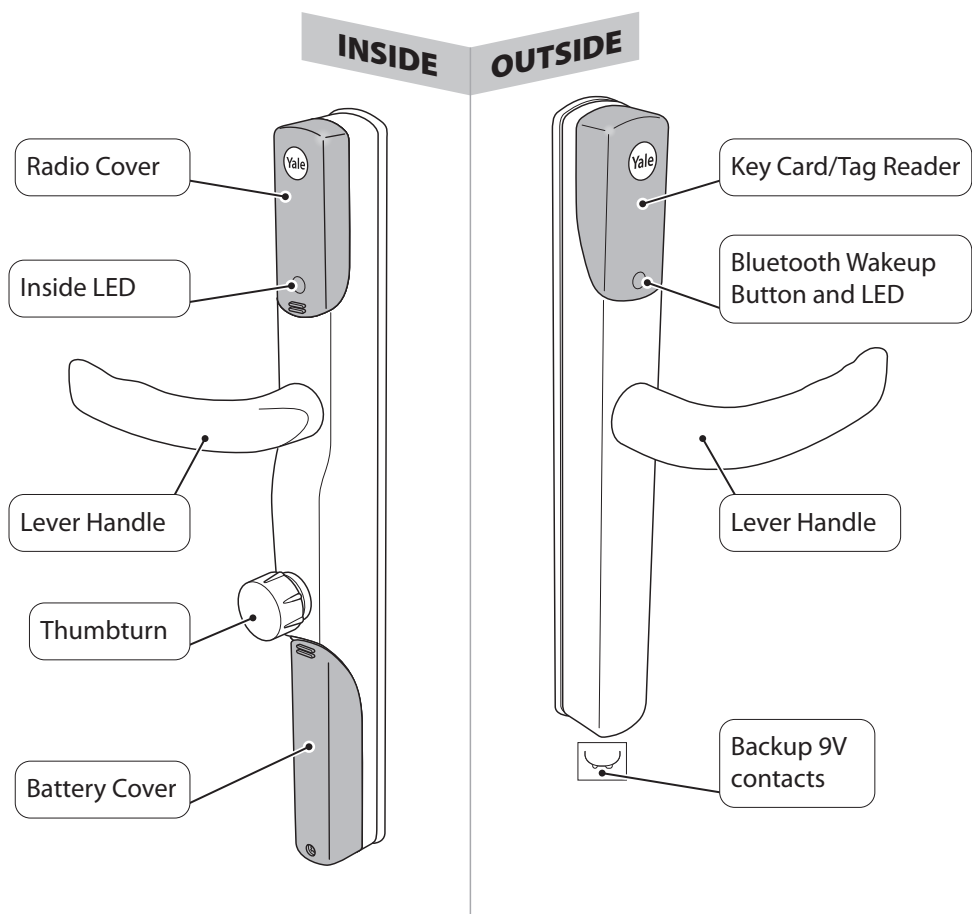 INSIDE
OUTSIDE
Radio Cover
Yale
Inside LED
Lever Handle
Thumbturn
Battery Cover
Yale
Key Card/Tag Reader
Bluetooth Wakeup
Button and LED
Lever Handle
Backup 9V
contacts